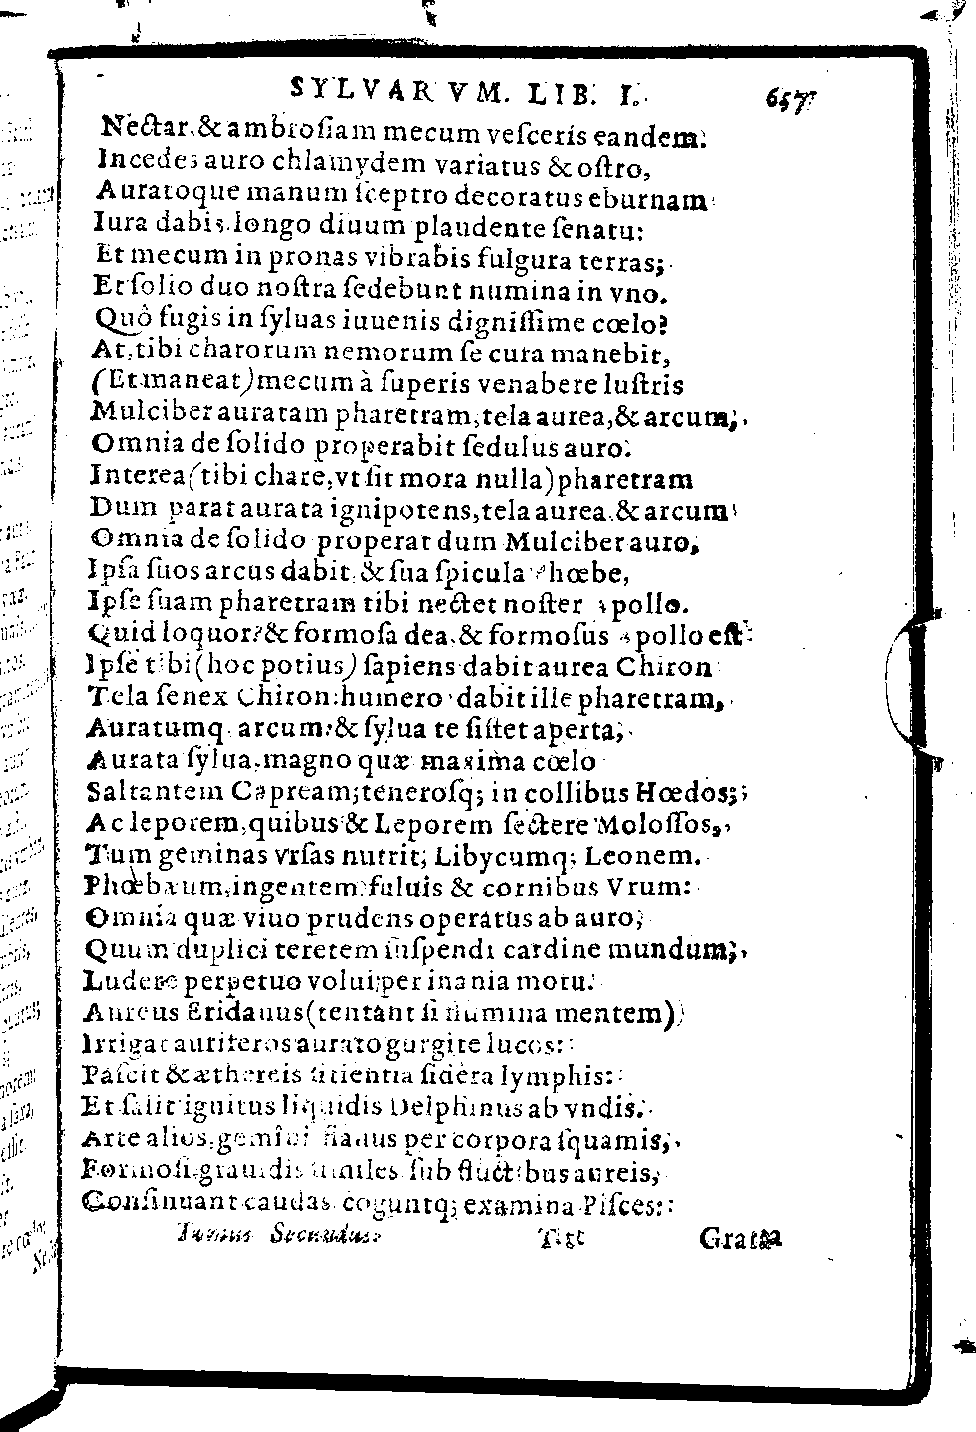 SYLVARVM. LIB. I. 657
Nectar, & ambrosiam mecum vesceris eandem.
Incedes auro chlamydem variatus & ostro,
Auratoque manum sceptro decoratus eburnam
Iura dabis, longo diuum plaudente senatu:
Et mecum in pronas vibrabis fulgura terras;
Et solio duo nostra sedebunt numina in vno.
Quò fugis in syluas iuuenis dignissime cœlo?
At, tibi charorum nemorum se cura manebit,
(Et maneat) mecum à superis venabere lustris
Mulciber auratam pharetram, tela aurea, & arcum;
Omnia de solido properabit sedulus auro.
Interea (tibi chare, vt sit mora nulla) pharetram
Dum parat aurata ignipotens, tela aurea, & arcum
Omnia de solido properat dum Mulciber auro,
Ipsa suos arcus dabit, & sua spicula Phœbe,
Ipse suam pharetram tibi nectet noster Apollo.
Quid loquor? & formosa dea, & formosus Apollo est:
Ipse tibi (hoc potius) sapiens dabit aurea Chiron
Tela senex Chiron: humero dabit ille pharetram,
Auratumq. arcum: & sylua te sistet aperta;
Aurata sylua, magno quæ maxima cœlo
Saltantem Capream; tenerosq; in collibus Hœdos;
Ac leporem, quibus & Leporem sectere Molossos,
Tum geminas vrsas nutrit; Libycumq; Leonem.
Phœbæum, ingentem fuluis & cornibus Vrum:
Omnia quæ viuo prudens operatus ab auro;
Quum duplici teretem suspendi cardine mundum;
Ludere perpetuo volui per inania motu.
Aureus Eridanus (tentant si numina mentem)
Irrigat auriferos aurato gurgite lucos:
Pascit & æthereis sitientia sidera lymphis:
Et salit ignitus liquidis Delphinus ab vndis.
Arte alios, gemini flatus per corpora squamis,
Formosi, grauidis similes sub fluctibus aureis,
Consinuant caudas coguntq; examina Pisces:
Ianus Secundus. Ttt Grata